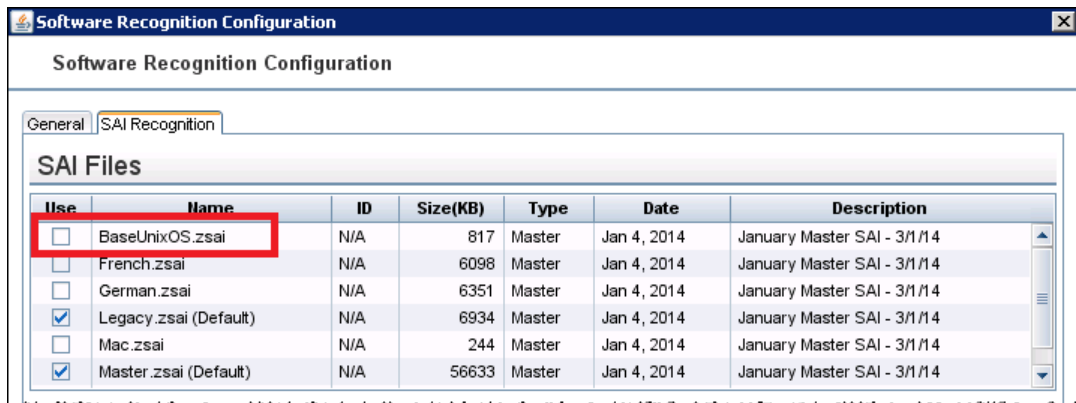 Software Recognition Configuration
Software Recognition Configuration
General SAI Recognition
SAI Files
Use Name ID Size(KB) Type Date Description
BaseUnixOS.zsai N/A 817 Master Jan 4, 2014 January Master SAI - 3/1/14
French.zsai N/A 6098 Master Jan 4, 2014 January Master SAI - 3/1/14
German.zsai N/A 6351 Master Jan 4, 2014 January Master SAI - 3/1/14
Legacy.zsai (Default) N/A 6934 Master Jan 4, 2014 January Master SAI - 3/1/14
Mac.zsai N/A 244 Master Jan 4, 2014 January Master SAI - 3/1/14
Master.zsai (Default) N/A 56633 Master Jan 4, 2014 January Master SAI - 3/1/14